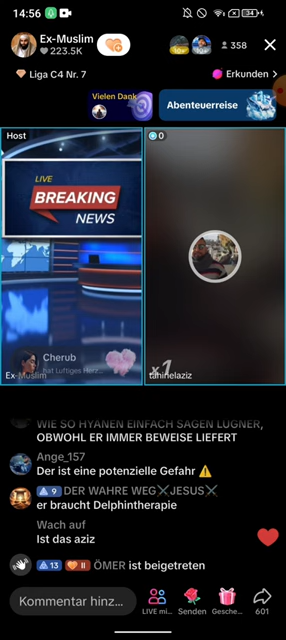 14:56
34
Ex-Muslim
223.5K
358
Liga C4 Nr. 7
Erkunden >
Vielen Dank
Abenteuerreise
Host
0
LIVE
BREAKING
NEWS
Cherub
hat Luftiges Herz...
Ex-Muslim
x1
tahinelaziz
WIE SO HYÄNEN EINFACH SAGEN LÜGNER,
OBWOHL ER IMMER BEWEISE LIEFERT
Ange_157
Der ist eine potenzielle Gefahr ⚠️
9 DER WAHRE WEG⚔JESUS⚔
er braucht Delphintherapie
Wach auf
Ist das aziz
13 II ÖMER ist beigetreten
Kommentar hinz...
LIVE mi...
Senden
Gesche...
601